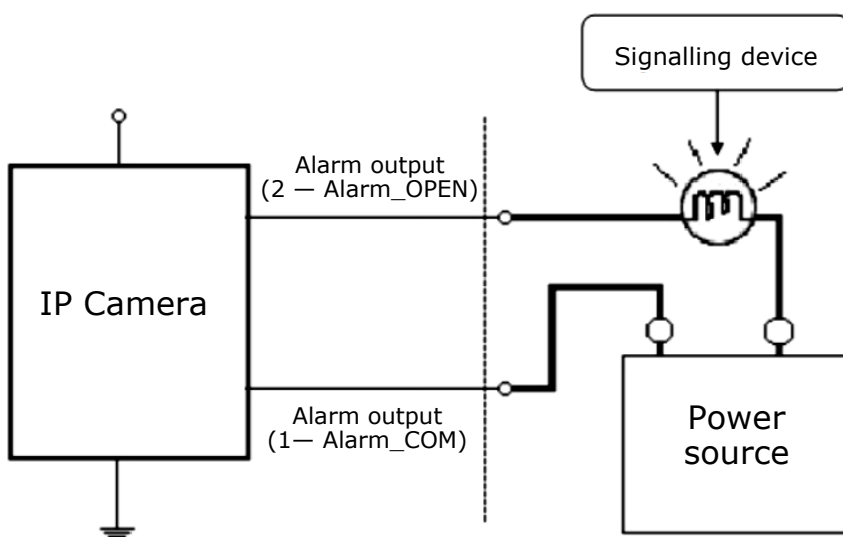 Signalling device
Alarm output
(2 — Alarm_OPEN)
IP Camera
Alarm output
(1— Alarm_COM)
Power
source